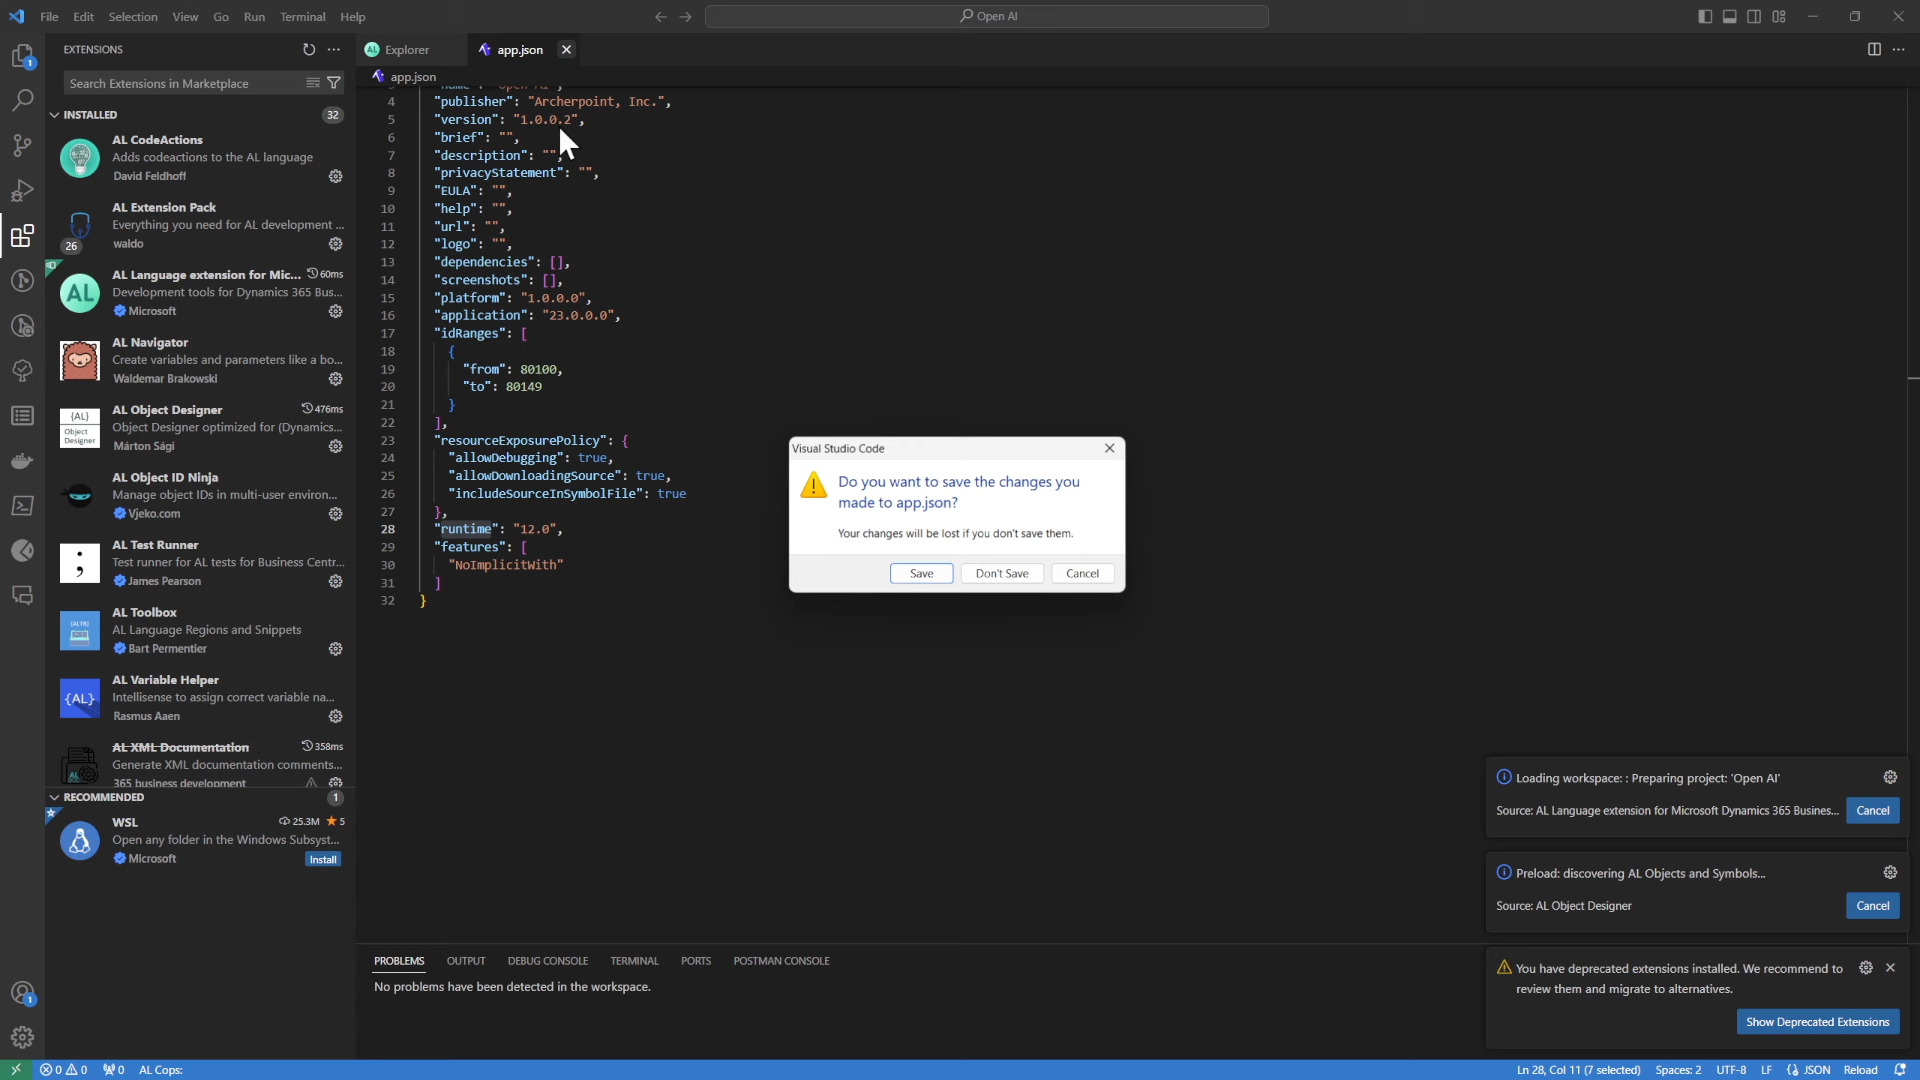 File Edit Selection View Go Run Terminal Help
Open AI
EXTENSIONS
Search Extensions in Marketplace
INSTALLED 32
AL CodeActions
Adds codeactions to the AL language
David Feldhoff
AL Extension Pack
Everything you need for AL development ...
waldo
26
AL Language extension for Mic... 60ms
Development tools for Dynamics 365 Bus...
Microsoft
AL
AL Navigator
Create variables and parameters like a bo...
Waldemar Brakowski
AL Object Designer 476ms
Object Designer optimized for (Dynamics...
Márton Sági
{AL}
Object
Designer
AL Object ID Ninja
Manage object IDs in multi-user environ...
Vjeko.com
AL Test Runner
Test runner for AL tests for Business Centr...
James Pearson
AL Toolbox
AL Language Regions and Snippets
Bart Permentier
AL Variable Helper
Intellisense to assign correct variable na...
Rasmus Aaen
{AL}
AL XML Documentation 358ms
Generate XML documentation comments...
365 business development
RECOMMENDED 1
WSL 25.3M 5
Open any folder in the Windows Subsyst...
Microsoft Install
AL Explorer
app.json
app.json
4 "publisher": "Archerpoint, Inc.",
5 "version": "1.0.0.2",
6 "brief": "",
7 "description": "",
8 "privacyStatement": "",
9 "EULA": "",
10 "help": "",
11 "url": "",
12 "logo": "",
13 "dependencies": [],
14 "screenshots": [],
15 "platform": "1.0.0.0",
16 "application": "23.0.0.0",
17 "idRanges": [
18 {
19 "from": 80100,
20 "to": 80149
21 }
22 ],
23 "resourceExposurePolicy": {
24 "allowDebugging": true,
25 "allowDownloadingSource": true,
26 "includeSourceInSymbolFile": true
27 },
28 "runtime": "12.0",
29 "features": [
30 "NoImplicitWith"
31 ]
32 }
Visual Studio Code
Do you want to save the changes you
made to app.json?
Your changes will be lost if you don't save them.
Save Don't Save Cancel
Loading workspace: : Preparing project: 'Open AI'
Source: AL Language extension for Microsoft Dynamics 365 Busines... Cancel
Preload: discovering AL Objects and Symbols...
Source: AL Object Designer Cancel
You have deprecated extensions installed. We recommend to
review them and migrate to alternatives.
Show Deprecated Extensions
PROBLEMS OUTPUT DEBUG CONSOLE TERMINAL PORTS POSTMAN CONSOLE
No problems have been detected in the workspace.
1
1
0 0 0 AL Cops:
Ln 28, Col 11 (7 selected) Spaces: 2 UTF-8 LF {} JSON Reload